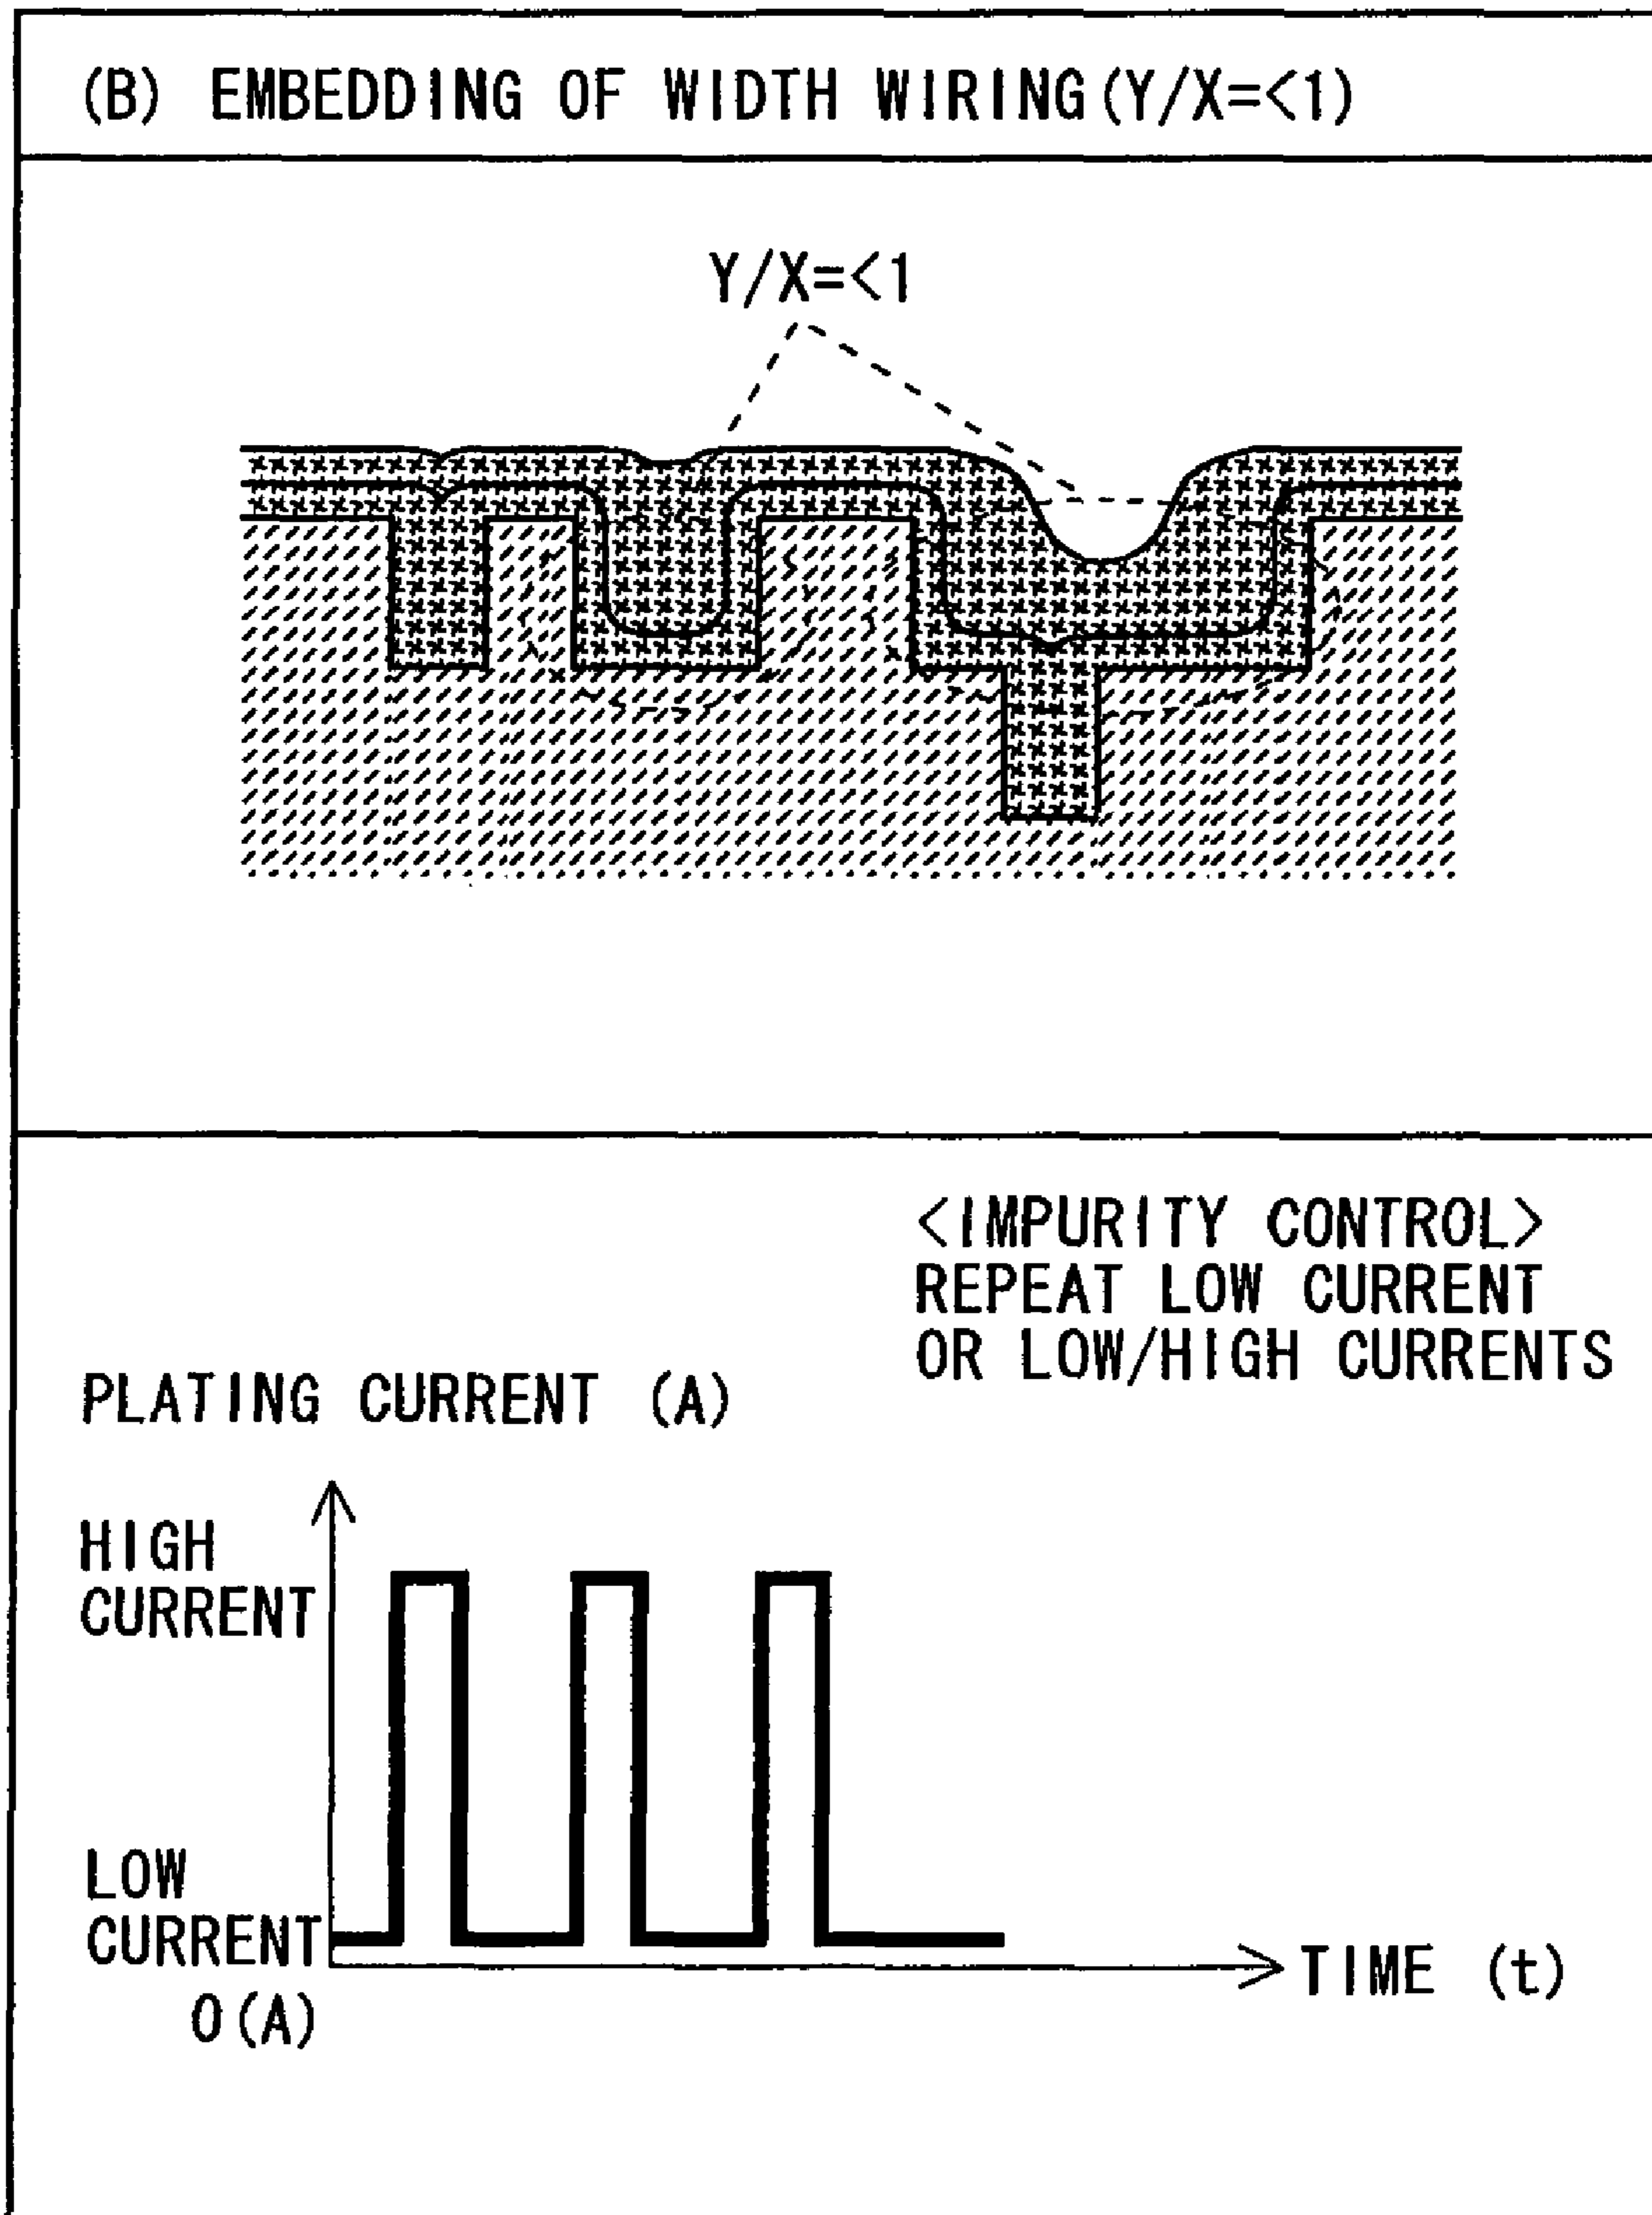 (B) EMBEDDING OF WIDTH WIRING(Y/X=<1)
Y/X=<1
<IMPURITY CONTROL>
REPEAT LOW CURRENT
OR LOW/HIGH CURRENTS
PLATING CURRENT (A)
HIGH
CURRENT
LOW
CURRENT
0(A)
TIME (t)